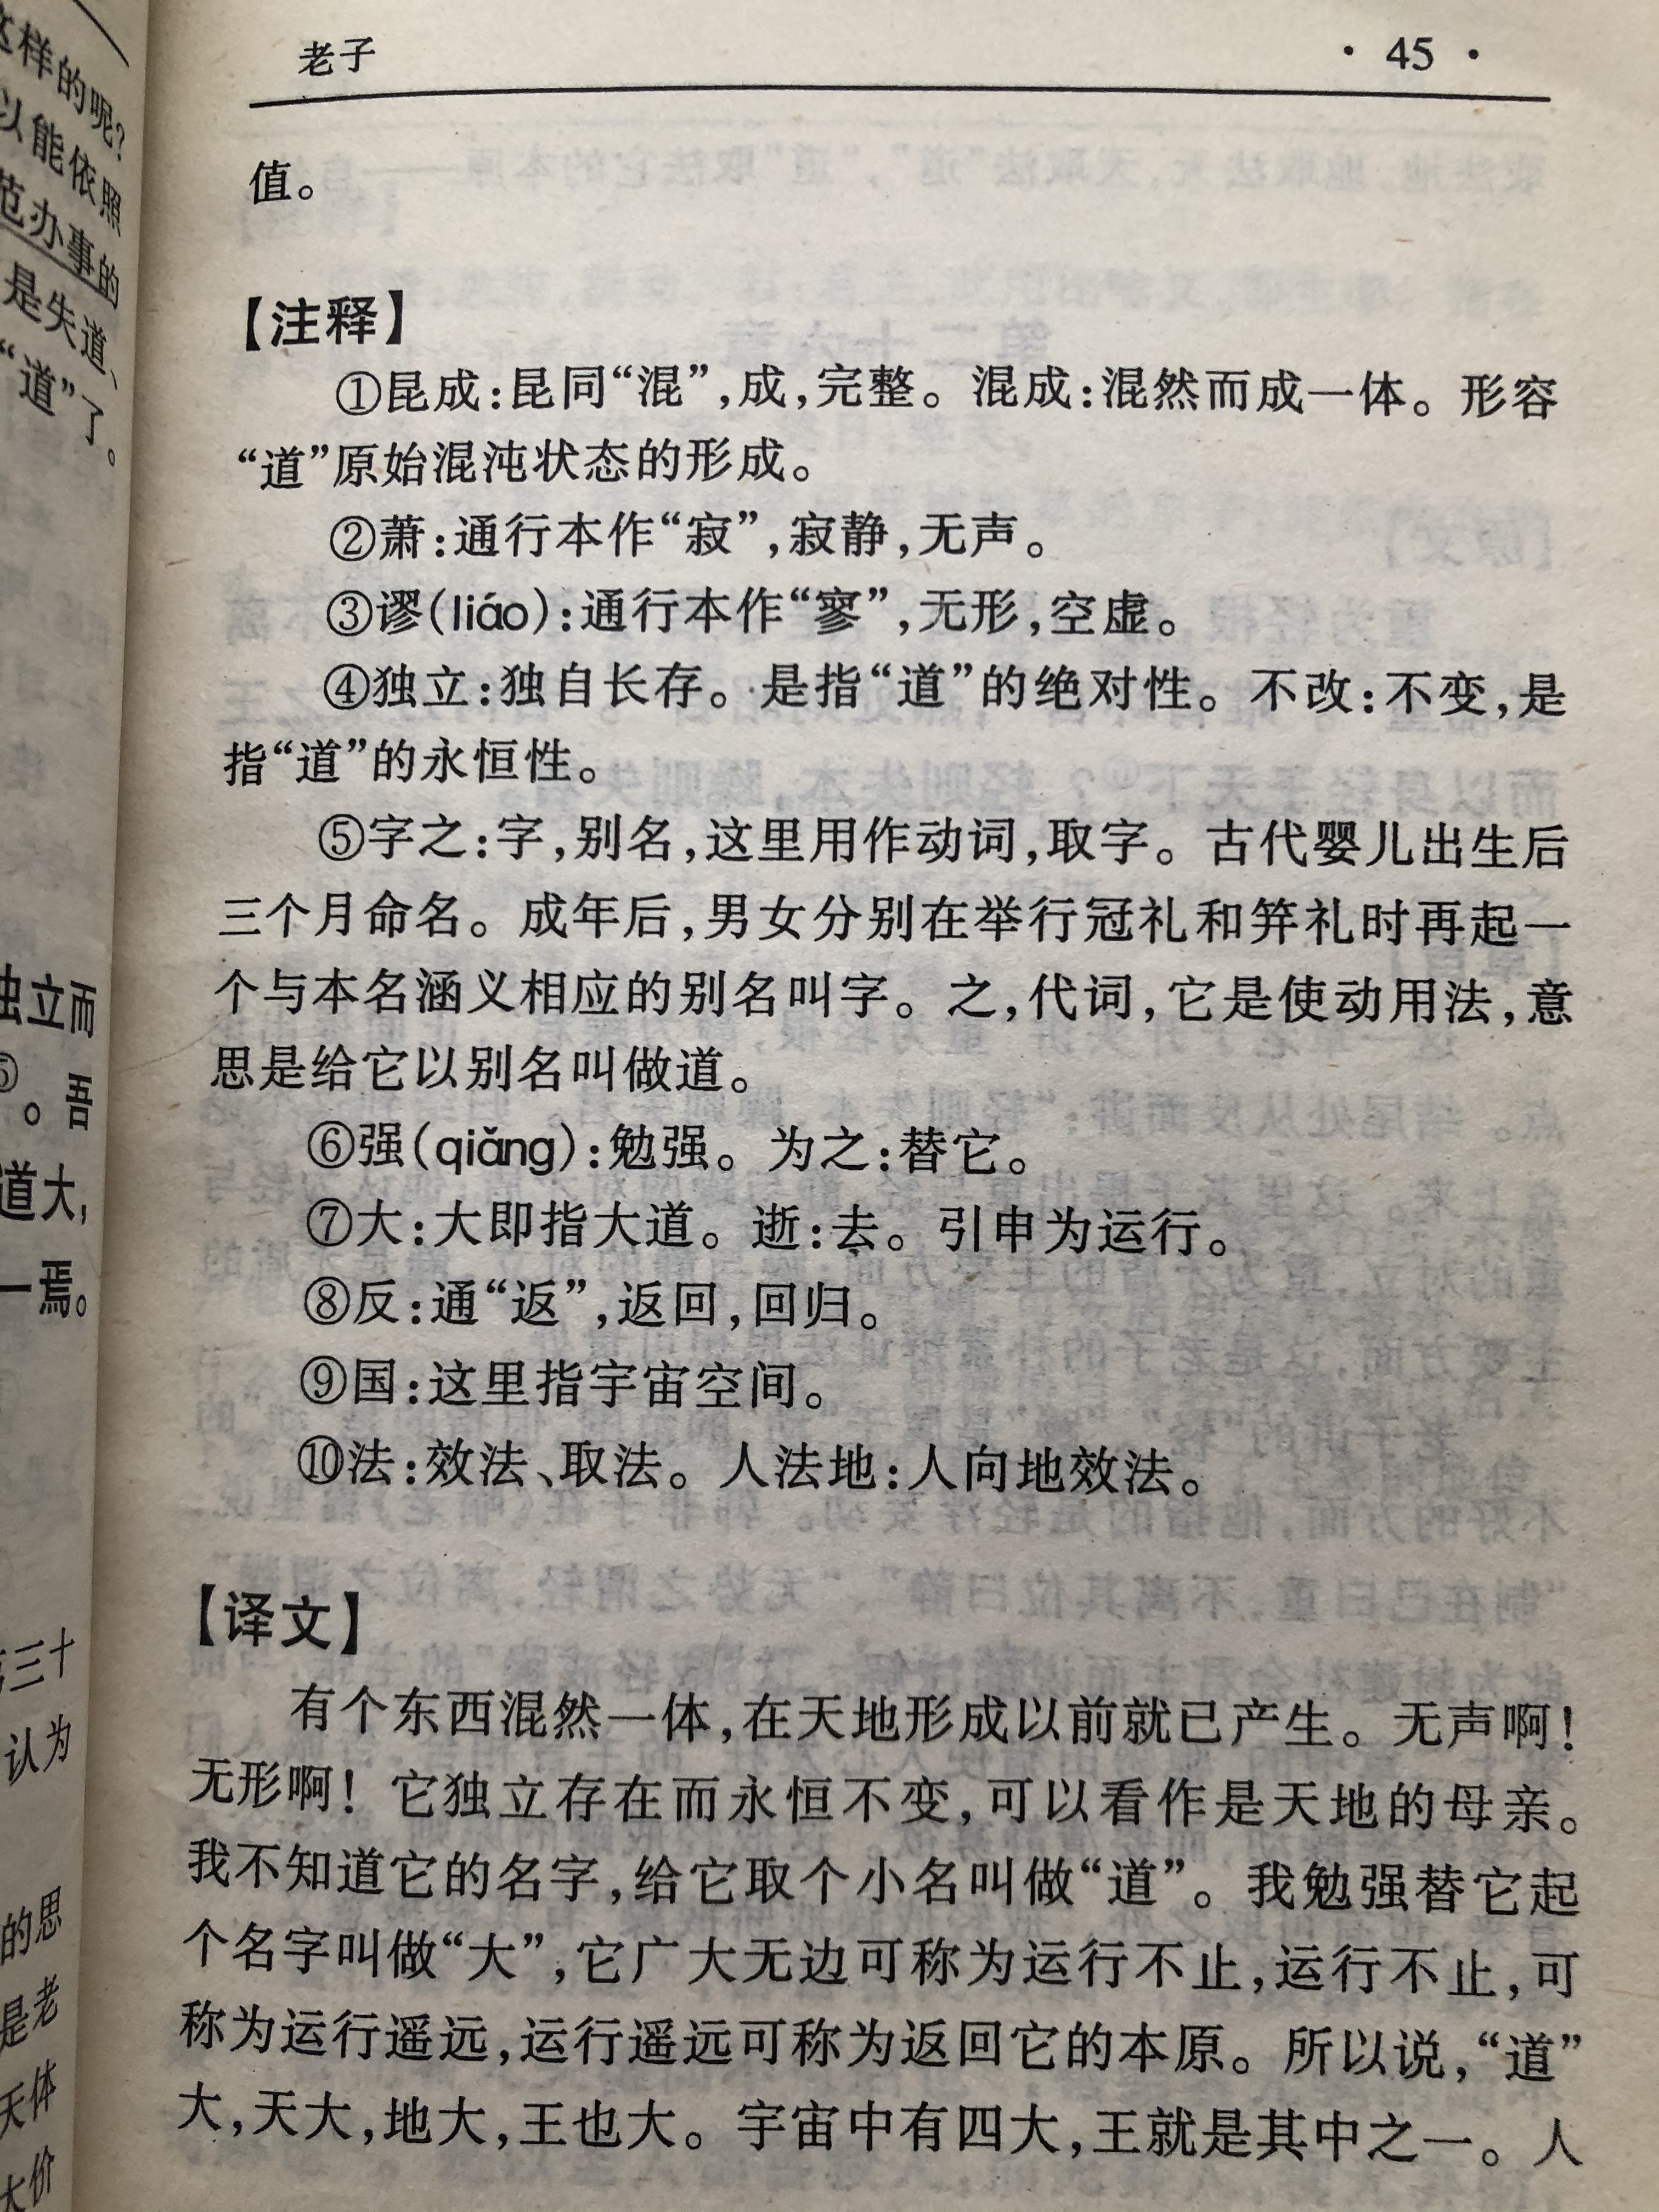 老子
· 45 ·
值。
【注释】
①昆成:昆同“混”,成,完整。混成:混然而成一体。形容
“道”原始混沌状态的形成。
②萧:通行本作“寂”,寂静,无声。
③谬(liáo):通行本作“寥”,无形,空虚。
④独立:独自长存。是指“道”的绝对性。不改:不变,是
指“道”的永恒性。
⑤字之:字,别名,这里用作动词,取字。古代婴儿出生后
三个月命名。成年后,男女分别在举行冠礼和笄礼时再起一
个与本名涵义相应的别名叫字。之,代词,它是使动用法,意
思是给它以别名叫做道。
⑥强(qiǎng):勉强。为之:替它。
⑦大:大即指大道。逝:去。引申为运行。
⑧反:通“返”,返回,回归。
⑨国:这里指宇宙空间。
⑩法:效法、取法。人法地:人向地效法。
【译文】
有个东西混然一体,在天地形成以前就已产生。无声啊!
无形啊!它独立存在而永恒不变,可以看作是天地的母亲。
我不知道它的名字,给它取个小名叫做“道”。我勉强替它起
个名字叫做“大”,它广大无边可称为运行不止,运行不止,可
称为运行遥远,运行遥远可称为返回它的本原。所以说,“道”
大,天大,地大,王也大。宇宙中有四大,王就是其中之一。人